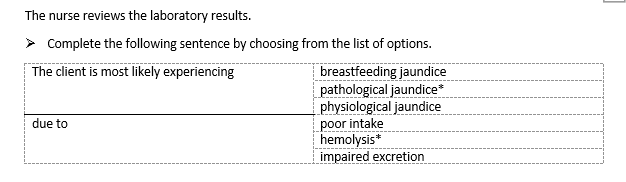 The nurse reviews the laboratory results.
➢ Complete the following sentence by choosing from the list of options.
The client is most likely experiencing
breastfeeding jaundice
pathological jaundice*
physiological jaundice
due to
poor intake
hemolysis*
impaired excretion